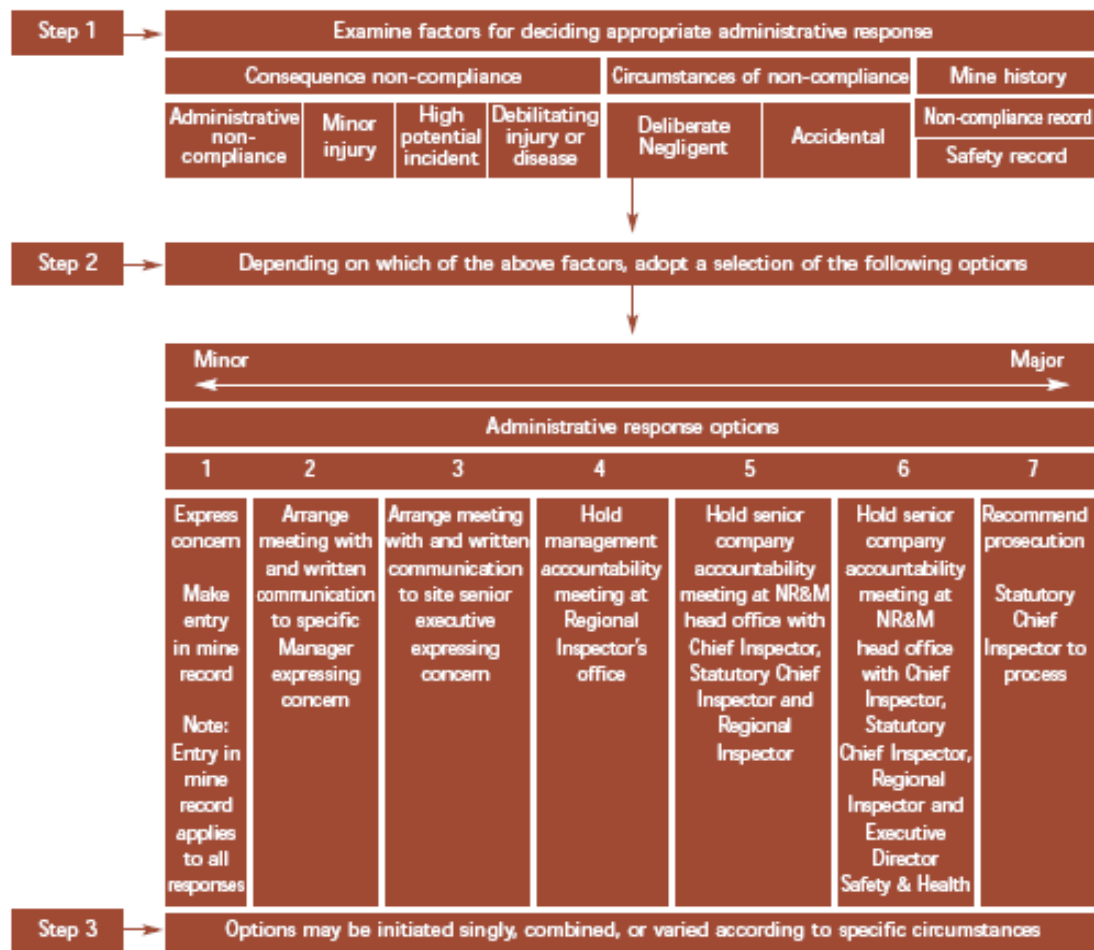 Step 1
Examine factors for deciding appropriate administrative response
Consequence non-compliance
Circumstances of non-compliance
Mine history
Administrative
non-
compliance
Minor
injury
High
potential
incident
Debilitating
injury or
disease
Deliberate
Negligent
Accidental
Non-compliance record
Safety record
Step 2
Depending on which of the above factors, adopt a selection of the following options
Minor
Major
Administrative response options
1
2
3
4
5
6
7
Express
concern
Make
entry
in mine
record
Note:
Entry in
mine
record
applies
to all
responses
Arrange
meeting with
and written
communication
to specific
Manager
expressing
concern
Arrange meeting
with and written
communication
to site senior
executive
expressing
concern
Hold
management
accountability
meeting at
Regional
Inspector's
office
Hold senior
company
accountability
meeting at NR&M
head office with
Chief Inspector,
Statutory Chief
Inspector and
Regional
Inspector
Hold senior
company
accountability
meeting at
NR&M
head office
with Chief
Inspector,
Statutory
Chief Inspector,
Regional
Inspector and
Executive
Director
Safety & Health
Recommend
prosecution
Statutory
Chief
Inspector to
process
Step 3
Options may be initiated singly, combined, or varied according to specific circumstances